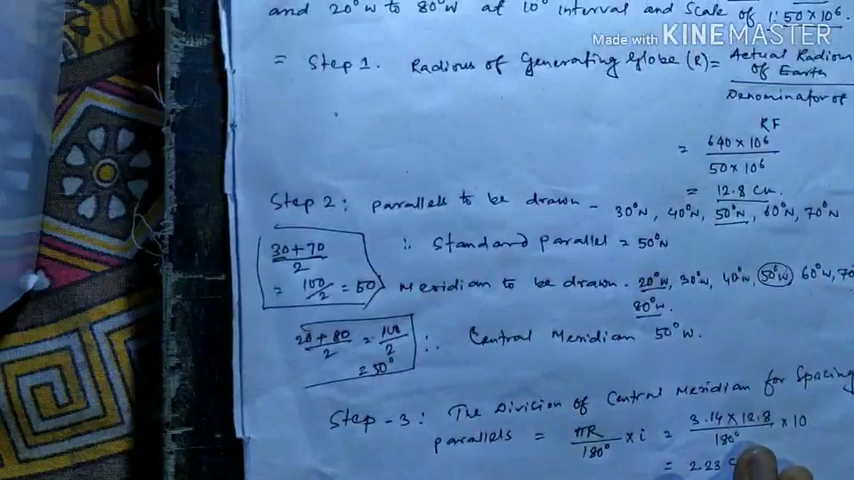 and 20°W to 80°W at 10° Interval and Scale of 1:50×10⁶.
Made with KINEMASTER
= Step 1. Radious of Generating Globe (R) = Actual Radious of Earth / Denominator of RF
= 640 × 10⁶ / 50 × 10⁶
= 12.8 cm.
Step 2: Parallels to be drawn - 30°N, 40°N, 50°N, 60°N, 70°N
30+70 / 2
= 100/2 = 50
∴ Standard Parallel = 50°N
Meridian to be drawn. 20°W, 30°W, 40°W, 50°W 60°W, 70°
80°W.
20 + 80 / 2 = 100 / 2
= 50°
∴ Central Meridian 50°W.
Step - 3: The Division of Central Meridian for Spacing
parallels = πR / 180° × i = 3.14 × 12.8 / 180° × 10
= 2.23